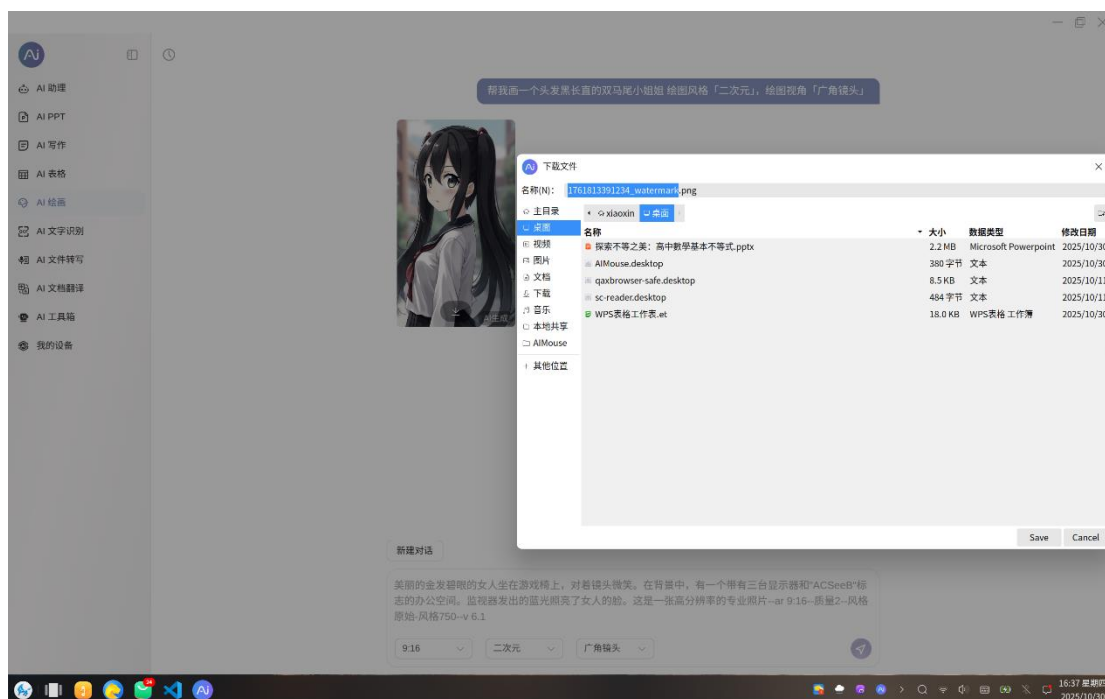 Ai
AI 助理
AI PPT
AI 写作
AI 表格
AI 绘画
AI 文字识别
AI 文件转写
AI 文档翻译
AI 工具箱
我的设备
帮我画一个头发黑长直的双马尾小姐姐 绘图风格「二次元」，绘图视角「广角镜头」
AI生成
Ai 下载文件
名称(N)： 1761813391234_watermark.png
主目录
桌面
视频
图片
文档
下载
音乐
本地共享
AIMouse
其他位置
xiaoxin 桌面
名称 大小 数据类型 修改日期
探索不等之美：高中數學基本不等式.pptx 2.2 MB Microsoft Powerpoint 2025/10/30
AIMouse.desktop 380 字节 文本 2025/10/30
qaxbrowser-safe.desktop 8.5 KB 文本 2025/10/11
sc-reader.desktop 484 字节 文本 2025/10/11
WPS表格工作表.et 18.0 KB WPS表格 工作簿 2025/10/30
Save Cancel
新建对话
美丽的金发碧眼的女人坐在游戏椅上，对着镜头微笑。在背景中，有一个带有三台显示器和"ACSeeB"标
志的办公空间。监视器发出的蓝光照亮了女人的脸。这是一张高分辨率的专业照片--ar 9:16--质量2--风格
原始-风格750--v 6.1
9:16 二次元 广角镜头
16:37 星期四
2025/10/30